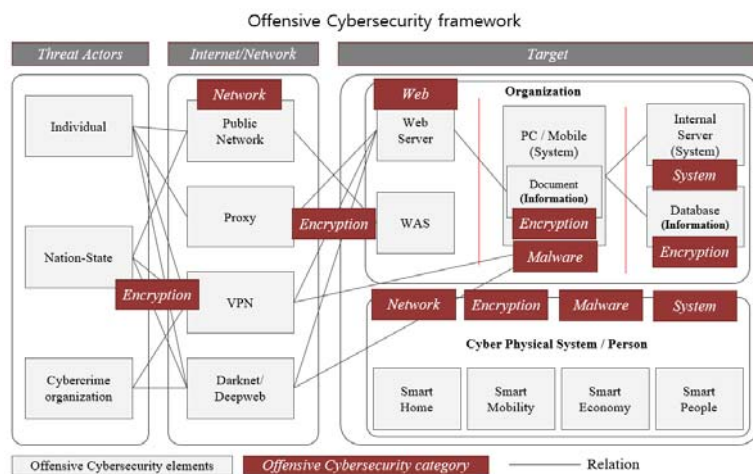 Offensive Cybersecurity framework
Threat Actors
Internet/Network
Target
Individual
Nation-State
Cybercrime
organization
Encryption
Network
Public
Network
Proxy
VPN
Darknet/
Deepweb
Encryption
Organization
Web
Web
Server
WAS
PC / Mobile
(System)
Document
(Information)
Encryption
Malware
Internal
Server
(System)
System
Database
(Information)
Encryption
Network
Encryption
Malware
System
Cyber Physical System / Person
Smart
Home
Smart
Mobility
Smart
Economy
Smart
People
Offensive Cybersecurity elements
Offensive Cybersecurity category
Relation